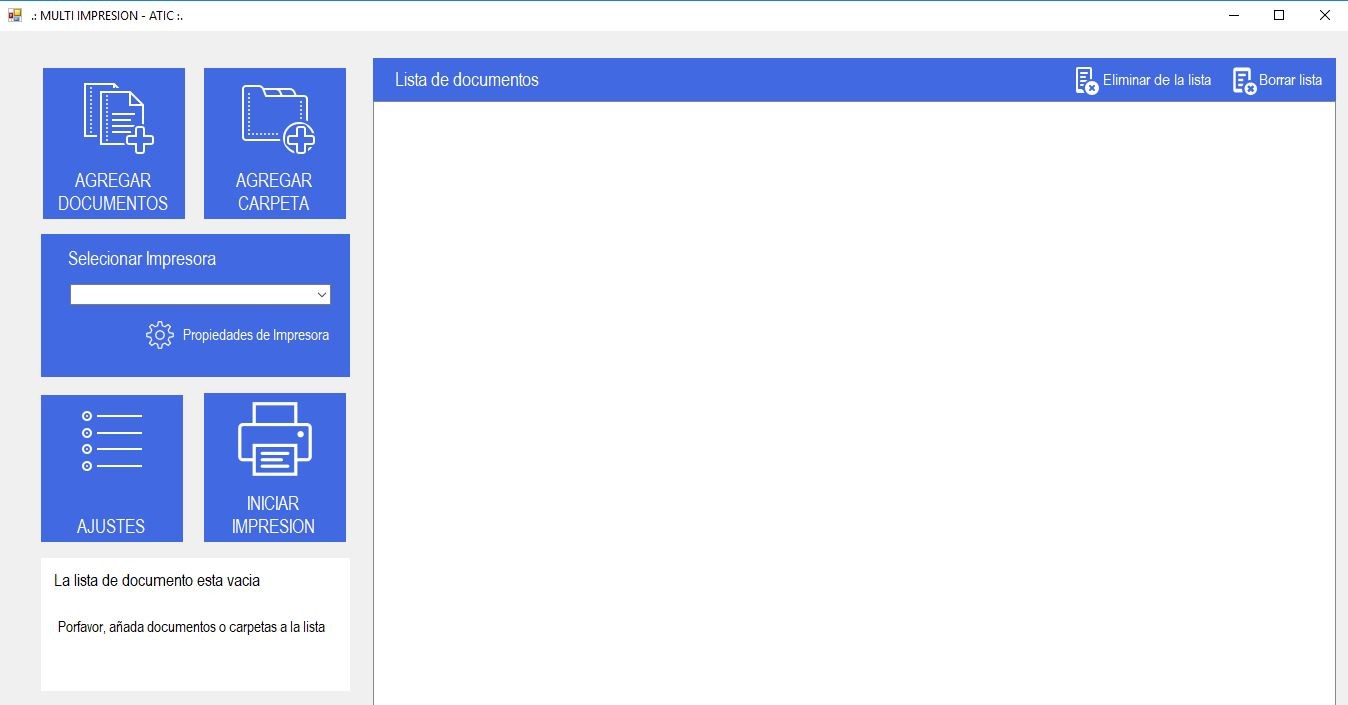 .: MULTI IMPRESION - ATIC :.
AGREGAR
DOCUMENTOS
AGREGAR
CARPETA
Selecionar Impresora
Propiedades de Impresora
AJUSTES
INICIAR
IMPRESION
La lista de documento esta vacia
Porfavor, añada documentos o carpetas a la lista
Lista de documentos
Eliminar de la lista
Borrar lista